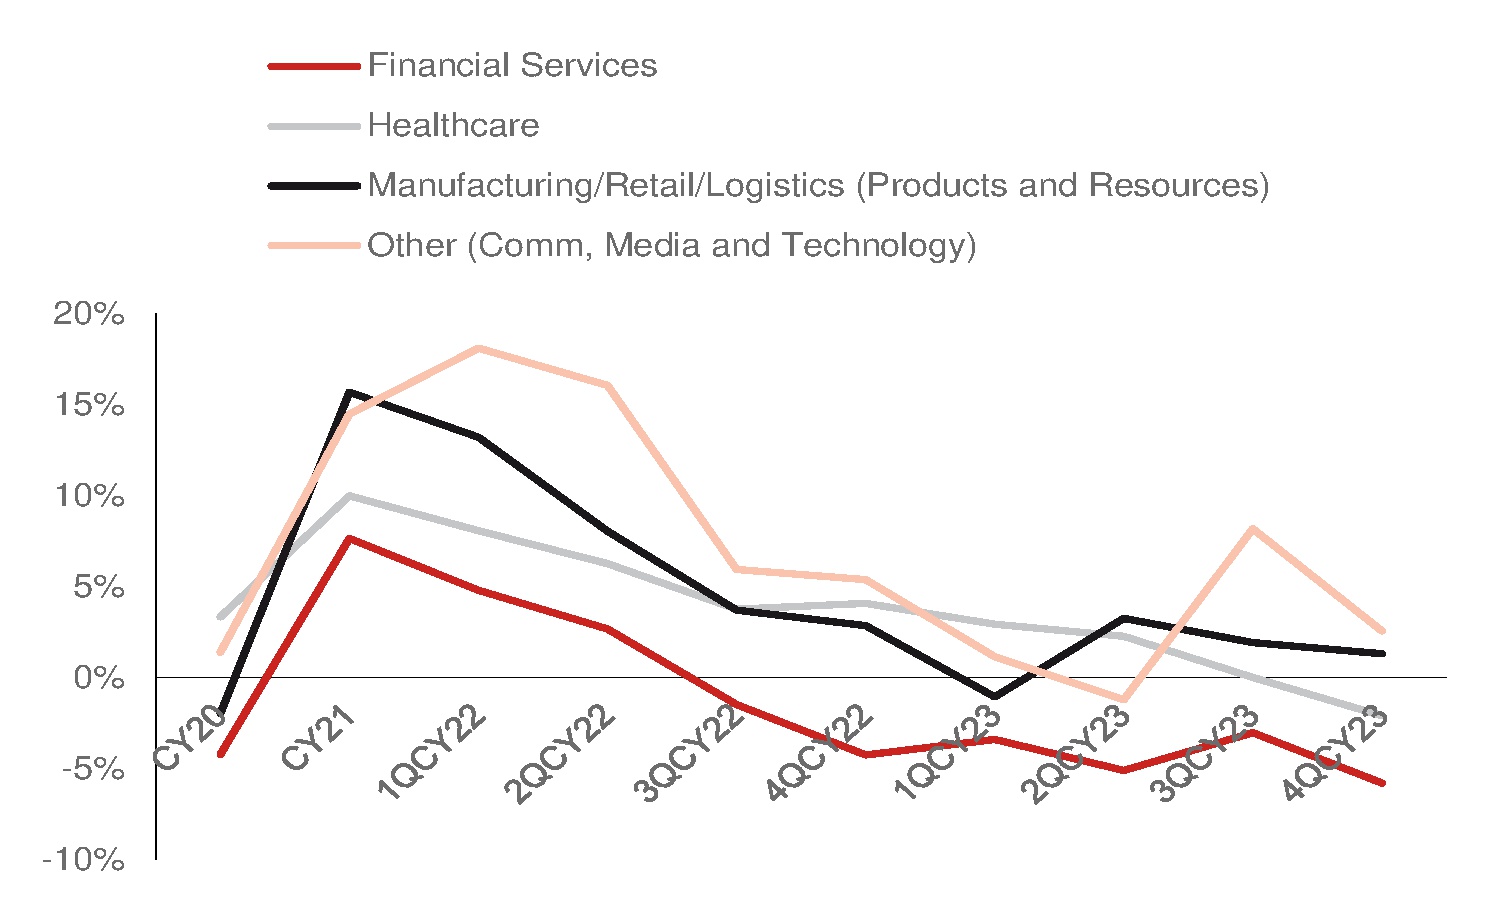 Financial Services
Healthcare
Manufacturing/Retail/Logistics (Products and Resources)
Other (Comm, Media and Technology)
20%
15%
10%
5%
0%
-5%
-10%
CY20
CY21
1QCY22
2QCY22
3QCY22
4QCY22
1QCY23
2QCY23
3QCY23
4QCY23